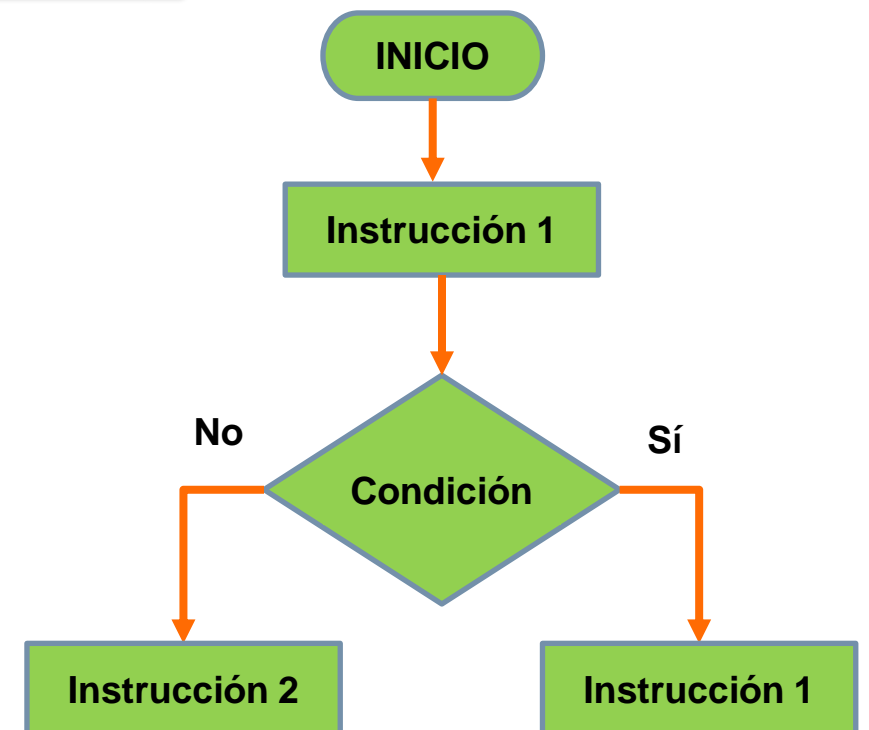 INICIO
Instrucción 1
No
Sí
Condición
Instrucción 2
Instrucción 1